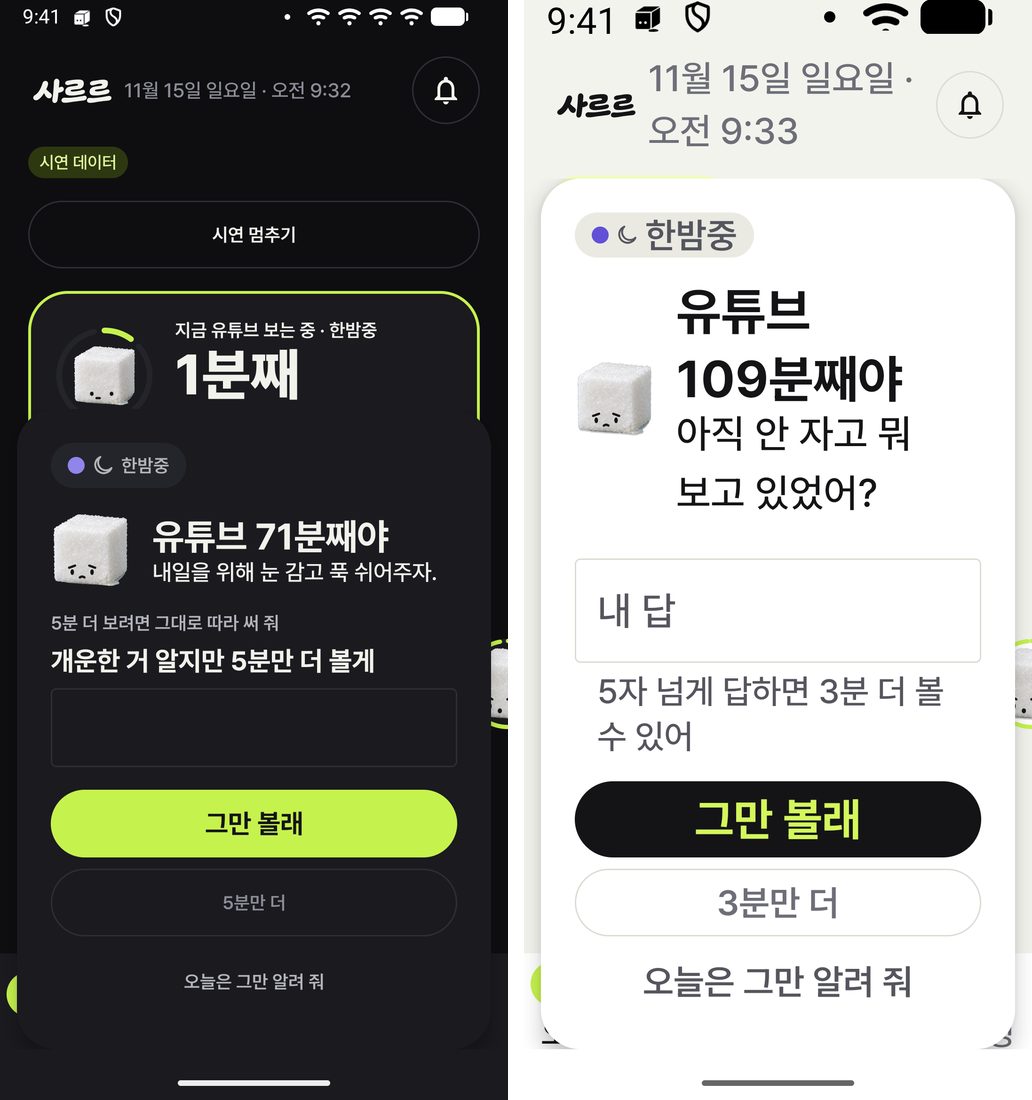 9:41
사르르 11월 15일 일요일 · 오전 9:32
시연 데이터
시연 멈추기
지금 유튜브 보는 중 · 한밤중
1분째
한밤중
유튜브 71분째야
내일을 위해 눈 감고 푹 쉬어주자.
5분 더 보려면 그대로 따라 써 줘
개운한 거 알지만 5분만 더 볼게
그만 볼래
5분만 더
오늘은 그만 알려 줘
9:41
사르르 11월 15일 일요일 ·
오전 9:33
한밤중
유튜브
109분째야
아직 안 자고 뭐
보고 있었어?
내 답
5자 넘게 답하면 3분 더 볼
수 있어
그만 볼래
3분만 더
오늘은 그만 알려 줘